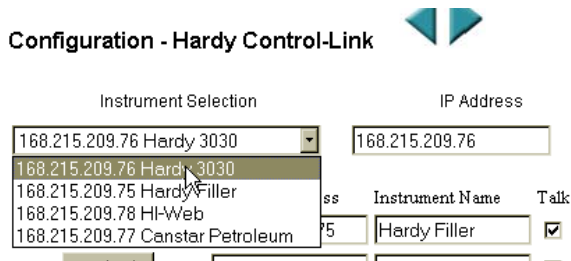 Configuration - Hardy Control-Link
Instrument Selection IP Address
168.215.209.76 Hardy 3030 168.215.209.76
168.215.209.76 Hardy 3030
168.215.209.75 Hardy Filler
ss Instrument Name Talk
168.215.209.78 HI-Web
75 Hardy Filler
168.215.209.77 Canstar Petroleum